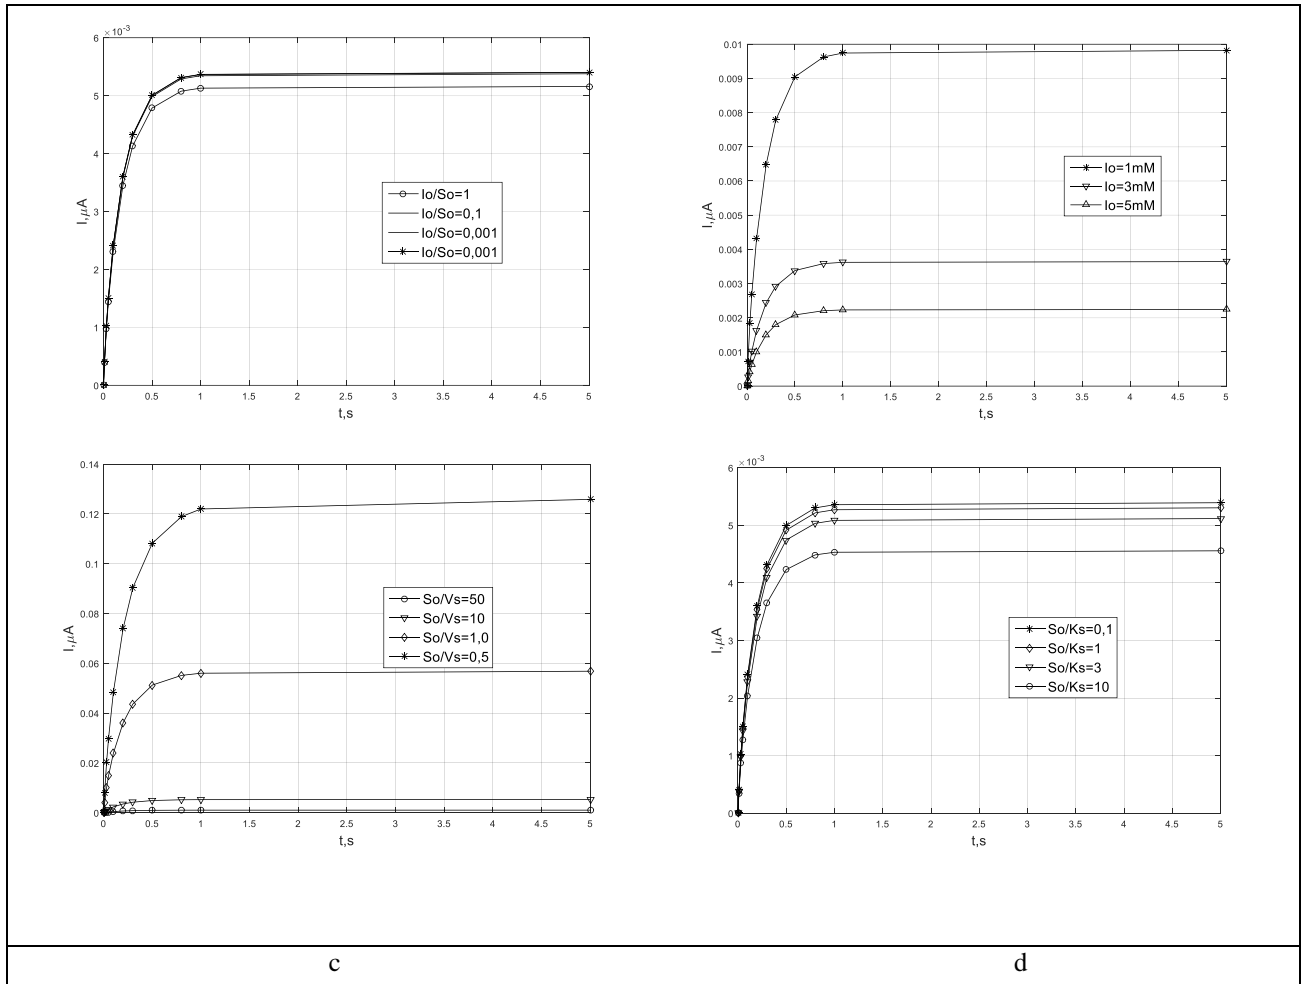 × 10-3
6
5
4
3
2
1
0
I,μA
Io/So=1
Io/So=0,1
Io/So=0,001
Io/So=0,001
0 0.5 1 1.5 2 2.5 3 3.5 4 4.5 5
t,s
0.01
0.009
0.008
0.007
0.006
0.005
0.004
0.003
0.002
0.001
0
I,μA
Io=1mM
Io=3mM
Io=5mM
0 0.5 1 1.5 2 2.5 3 3.5 4 4.5 5
t,s
0.14
0.12
0.1
0.08
0.06
0.04
0.02
0
I,μA
So/Vs=50
So/Vs=10
So/Vs=1,0
So/Vs=0,5
0 0.5 1 1.5 2 2.5 3 3.5 4 4.5 5
t,s
× 10-3
6
5
4
3
2
1
0
I,μA
So/Ks=0,1
So/Ks=1
So/Ks=3
So/Ks=10
0 0.5 1 1.5 2 2.5 3 3.5 4 4.5 5
t,s
c d